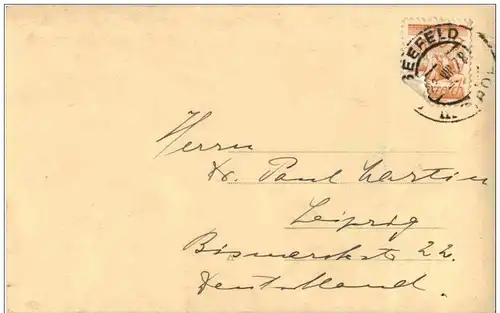 SEEFELD
Herrn
Dr. Paul Martin
Leipzig
Bismarckstr 22.
Deutschland.